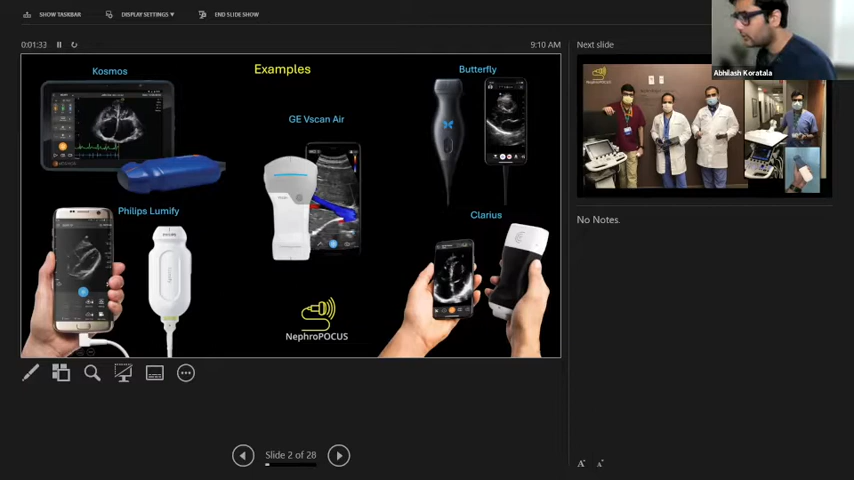 SHOW TASKBAR
DISPLAY SETTINGS ▼
END SLIDE SHOW
0:01:33
9:10 AM
Next slide
Abhilash Koratala
Kosmos
Examples
Butterfly
GE Vscan Air
Philips Lumify
Clarius
NephroPOCUS
NephroPOCUS
No Notes.
Slide 2 of 28